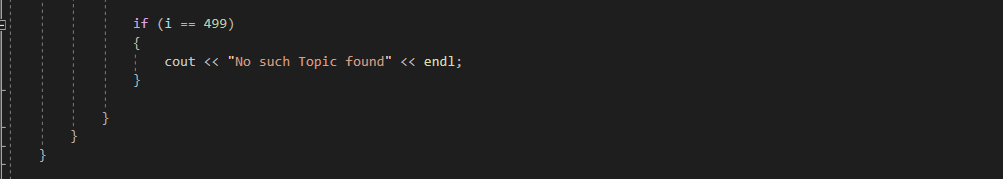 if (i == 499)
{
cout << "No such Topic found" << endl;
}
}
}
}